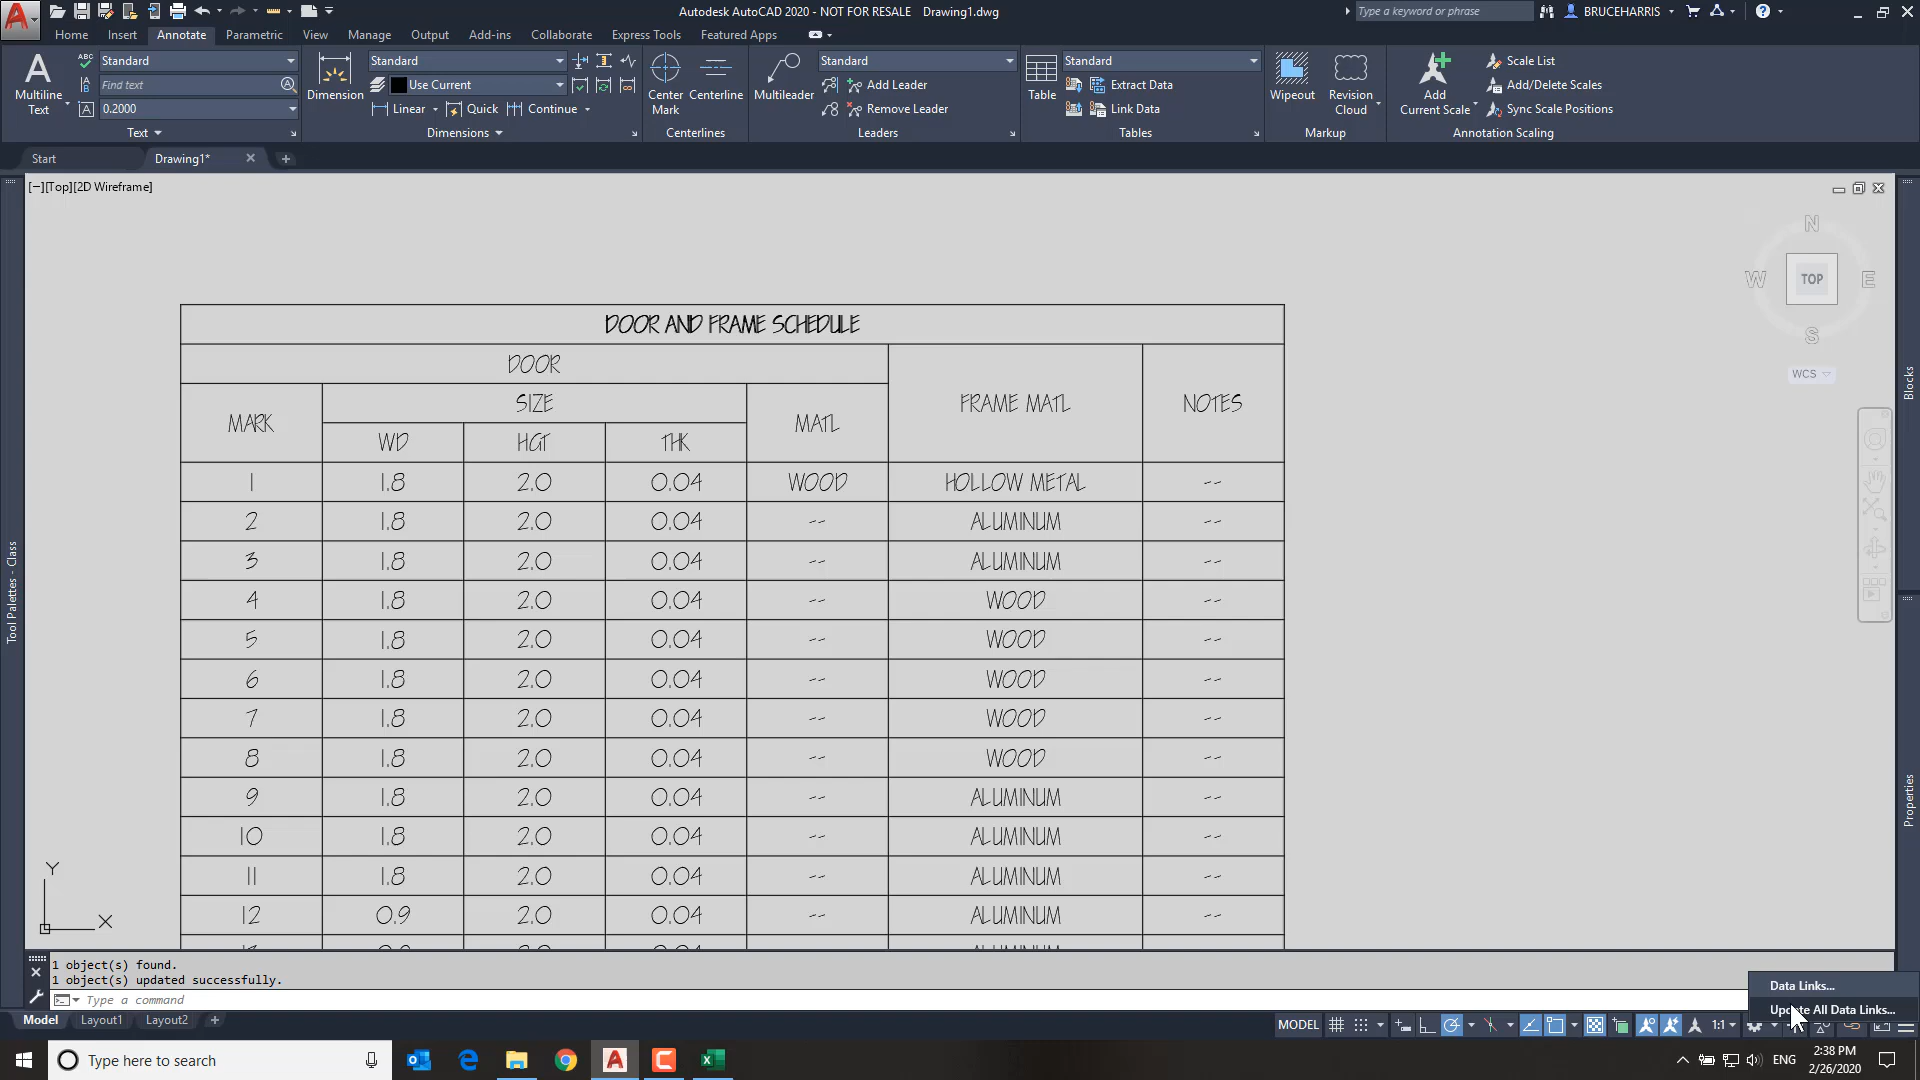 Autodesk AutoCAD 2020 - NOT FOR RESALE Drawing1.dwg
Type a keyword or phrase
BRUCEHARRIS
Home Insert Annotate Parametric View Manage Output Add-ins Collaborate Express Tools Featured Apps
Multiline Text
ABC
Standard
Find text
0.2000
Text
Dimension
Standard
Use Current
Linear Quick Continue
Dimensions
Center Mark
Centerline
Centerlines
Multileader
Standard
Add Leader
Remove Leader
Leaders
Table
Standard
Extract Data
Link Data
Tables
Wipeout
Revision Cloud
Markup
Add Current Scale
Scale List
Add/Delete Scales
Sync Scale Positions
Annotation Scaling
Start Drawing1*
[−][Top][2D Wireframe]
N
W TOP E
S
WCS
Tool Palettes - Class
Blocks
Properties
DOOR AND FRAME SCHEDULE
DOOR FRAME MATL NOTES
MARK SIZE MATL
WD HGT THK
1 1.8 2.0 0.04 WOOD HOLLOW METAL --
2 1.8 2.0 0.04 -- ALUMINUM --
3 1.8 2.0 0.04 -- ALUMINUM --
4 1.8 2.0 0.04 -- WOOD --
5 1.8 2.0 0.04 -- WOOD --
6 1.8 2.0 0.04 -- WOOD --
7 1.8 2.0 0.04 -- WOOD --
8 1.8 2.0 0.04 -- WOOD --
9 1.8 2.0 0.04 -- ALUMINUM --
10 1.8 2.0 0.04 -- ALUMINUM --
11 1.8 2.0 0.04 -- ALUMINUM --
12 0.9 2.0 0.04 -- ALUMINUM --
Y
X
1 object(s) found.
1 object(s) updated successfully.
Type a command
Data Links...
Update All Data Links...
Model Layout1 Layout2
MODEL 1:1
Type here to search
ENG
2:38 PM
2/26/2020